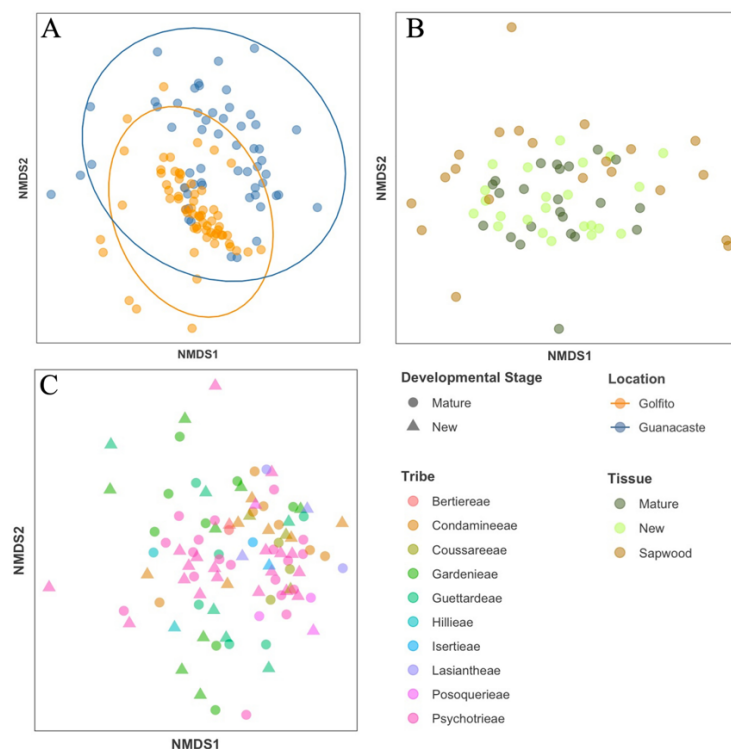 A
NMDS2
NMDS1
B
NMDS2
NMDS1
C
NMDS2
NMDS1
Developmental Stage
Mature
New
Location
Golfito
Guanacaste
Tribe
Bertiereae
Condamineeae
Coussareeae
Gardenieae
Guettardeae
Hillieae
Isertieae
Lasiantheae
Posoquerieae
Psychotrieae
Tissue
Mature
New
Sapwood